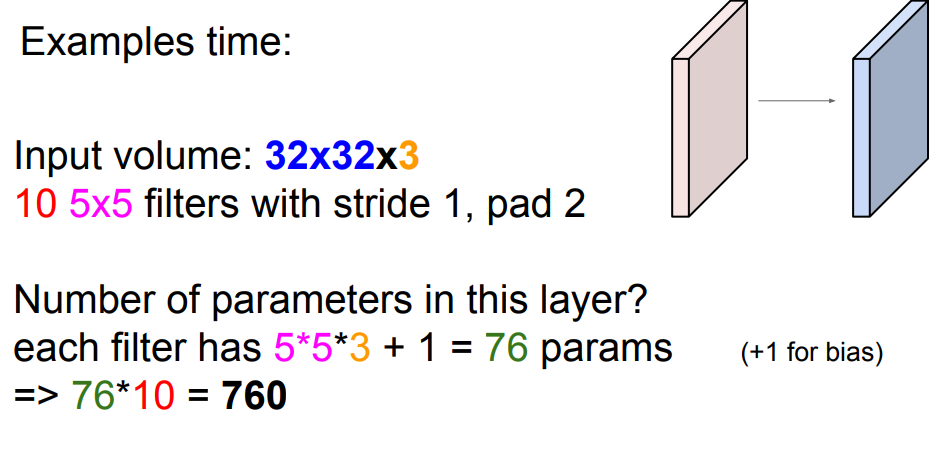 Examples time:
Input volume: 32x32x3
10 5x5 filters with stride 1, pad 2
Number of parameters in this layer?
each filter has 5*5*3 + 1 = 76 params (+1 for bias)
=> 76*10 = 760